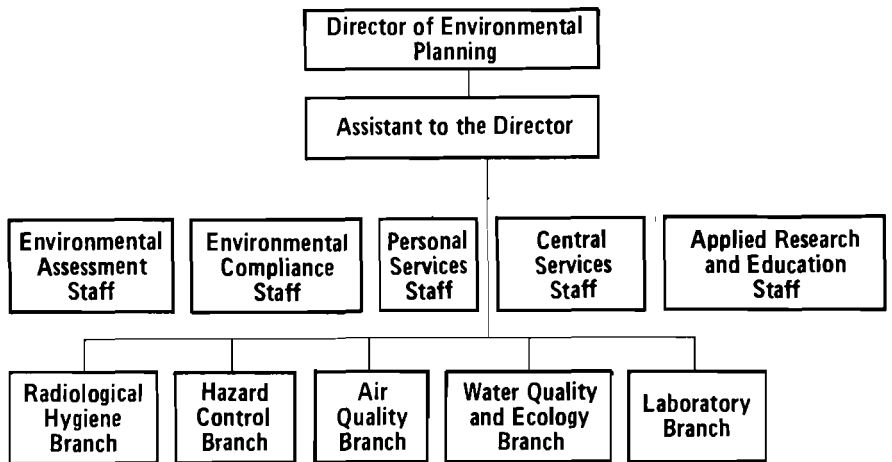 Director of Environmental
Planning
Assistant to the Director
Environmental
Assessment
Staff
Environmental
Compliance
Staff
Personal
Services
Staff
Central
Services
Staff
Applied Research
and Education
Staff
Radiological
Hygiene
Branch
Hazard
Control
Branch
Air
Quality
Branch
Water Quality
and Ecology
Branch
Laboratory
Branch